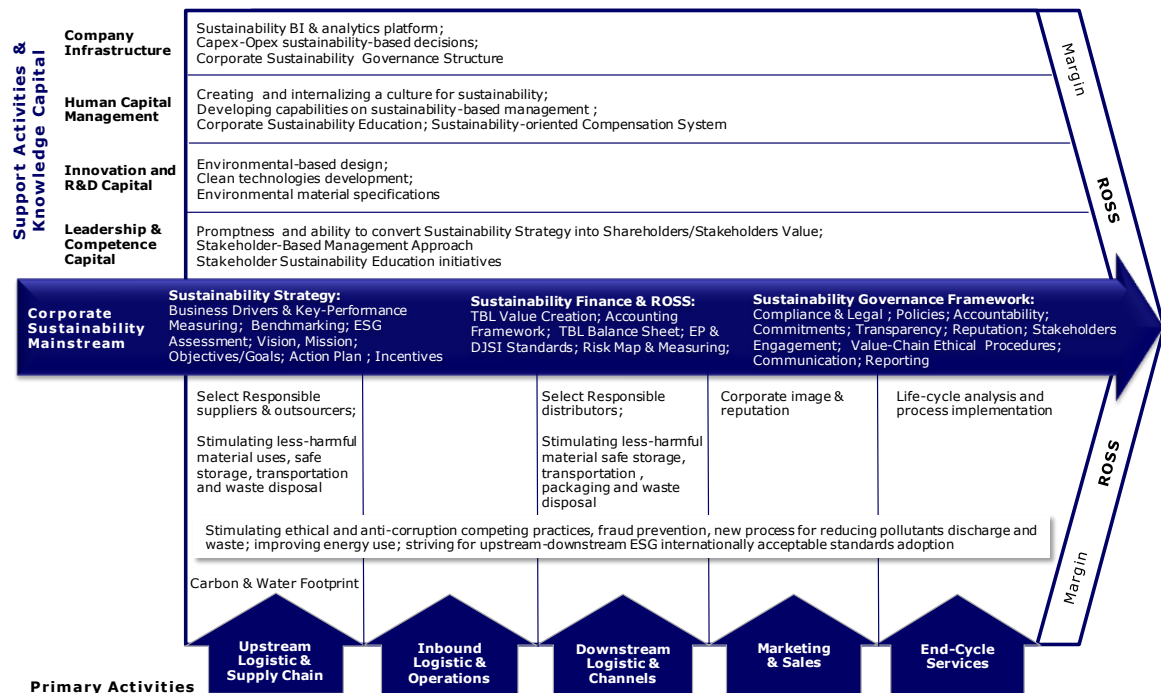 Support Activities &
Knowledge Capital
Company
Infrastructure
Sustainability BI & analytics platform;
Capex-Opex sustainability-based decisions;
Corporate Sustainability Governance Structure
Human Capital
Management
Creating and internalizing a culture for sustainability;
Developing capabilities on sustainability-based management ;
Corporate Sustainability Education; Sustainability-oriented Compensation System
Innovation and
R&D Capital
Environmental-based design;
Clean technologies development;
Environmental material specifications
Leadership &
Competence
Capital
Promptness and ability to convert Sustainability Strategy into Shareholders/Stakeholders Value;
Stakeholder-Based Management Approach
Stakeholder Sustainability Education initiatives
Margin
ROSS
Corporate
Sustainability
Mainstream
Sustainability Strategy:
Business Drivers & Key-Performance
Measuring; Benchmarking; ESG
Assessment; Vision, Mission;
Objectives/Goals; Action Plan ; Incentives
Sustainability Finance & ROSS:
TBL Value Creation; Accounting
Framework; TBL Balance Sheet; EP &
DJSI Standards; Risk Map & Measuring;
Sustainability Governance Framework:
Compliance & Legal ; Policies; Accountability;
Commitments; Transparency; Reputation; Stakeholders
Engagement; Value-Chain Ethical Procedures;
Communication; Reporting
Select Responsible
suppliers & outsourcers;
Stimulating less-harmful
material uses, safe
storage, transportation
and waste disposal
Select Responsible
distributors;
Stimulating less-harmful
material safe storage,
transportation ,
packaging and waste
disposal
Corporate image &
reputation
Life-cycle analysis and
process implementation
ROSS
Margin
Stimulating ethical and anti-corruption competing practices, fraud prevention, new process for reducing pollutants discharge and
waste; improving energy use; striving for upstream-downstream ESG internationally acceptable standards adoption
Carbon & Water Footprint
Upstream
Logistic &
Supply Chain
Inbound
Logistic &
Operations
Downstream
Logistic &
Channels
Marketing
& Sales
End-Cycle
Services
Primary Activities